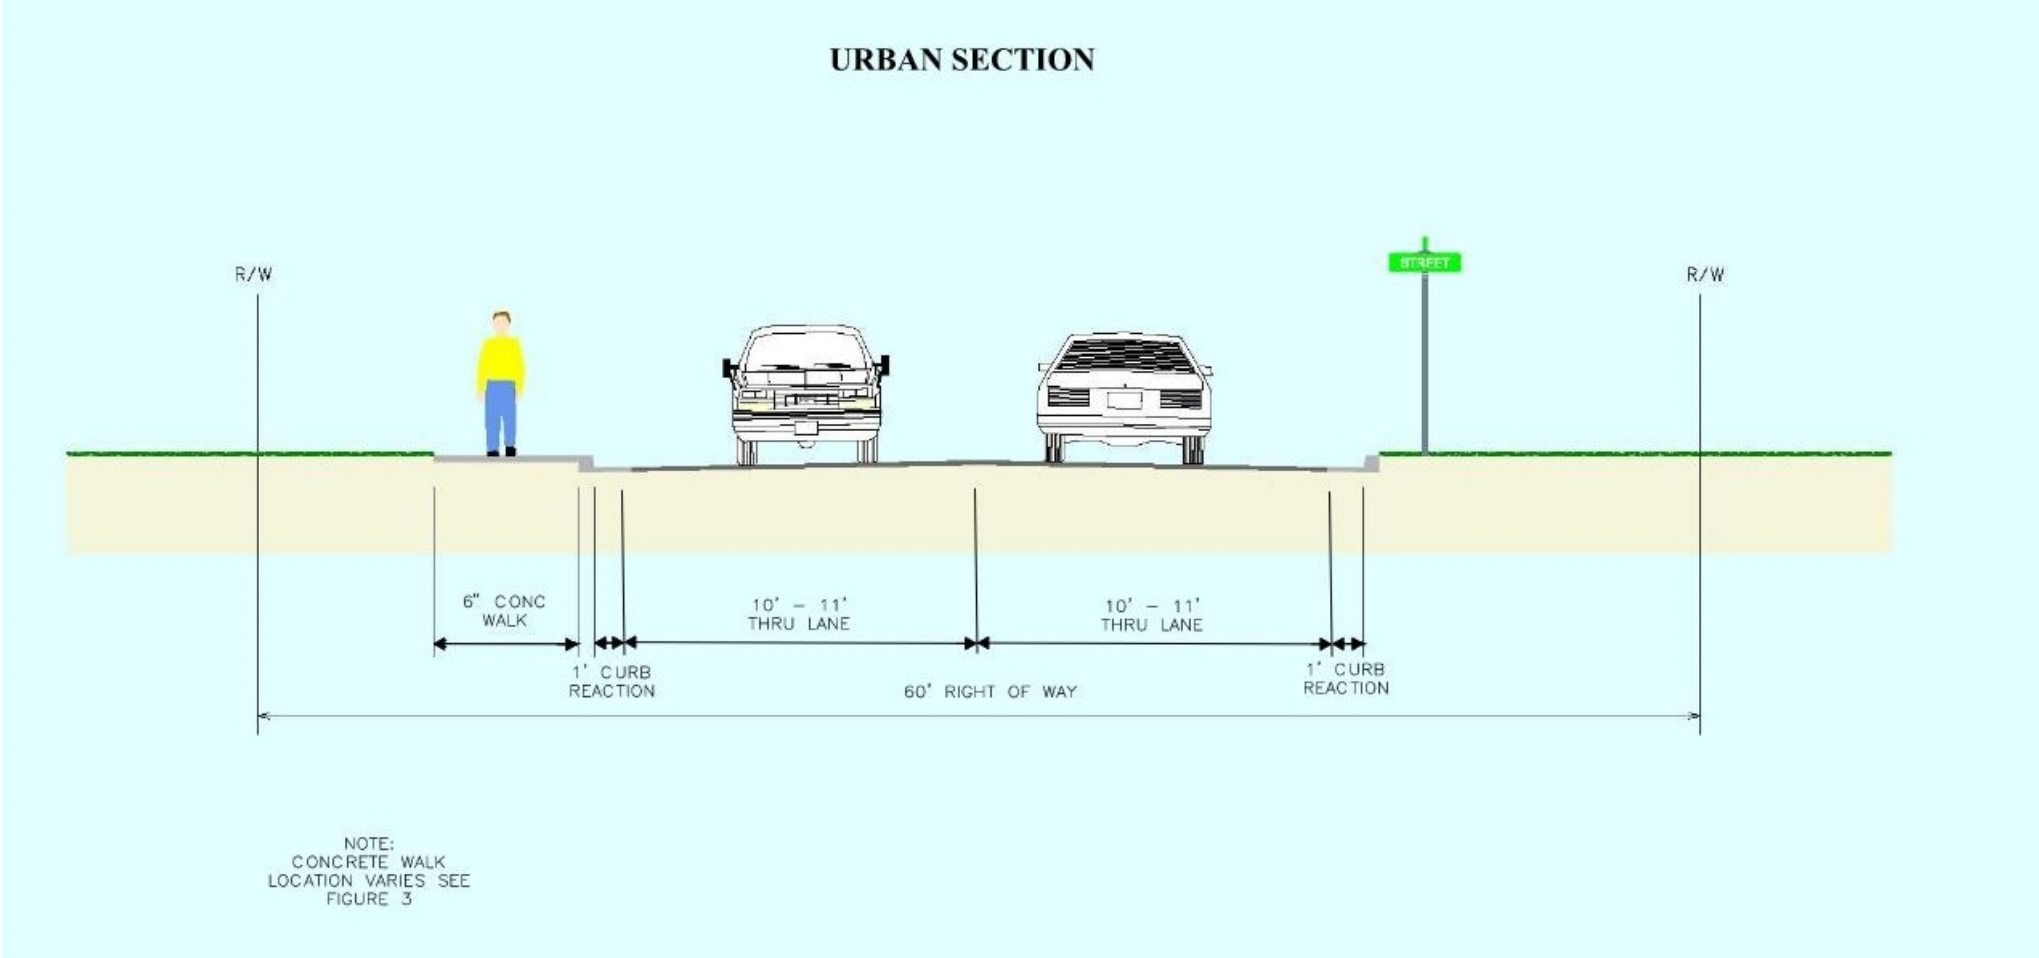 URBAN SECTION
STREET
R/W
R/W
6" CONC
WALK
10' - 11'
THRU LANE
10' - 11'
THRU LANE
1' CURB
REACTION
1' CURB
REACTION
60' RIGHT OF WAY
NOTE:
CONCRETE WALK
LOCATION VARIES SEE
FIGURE 3